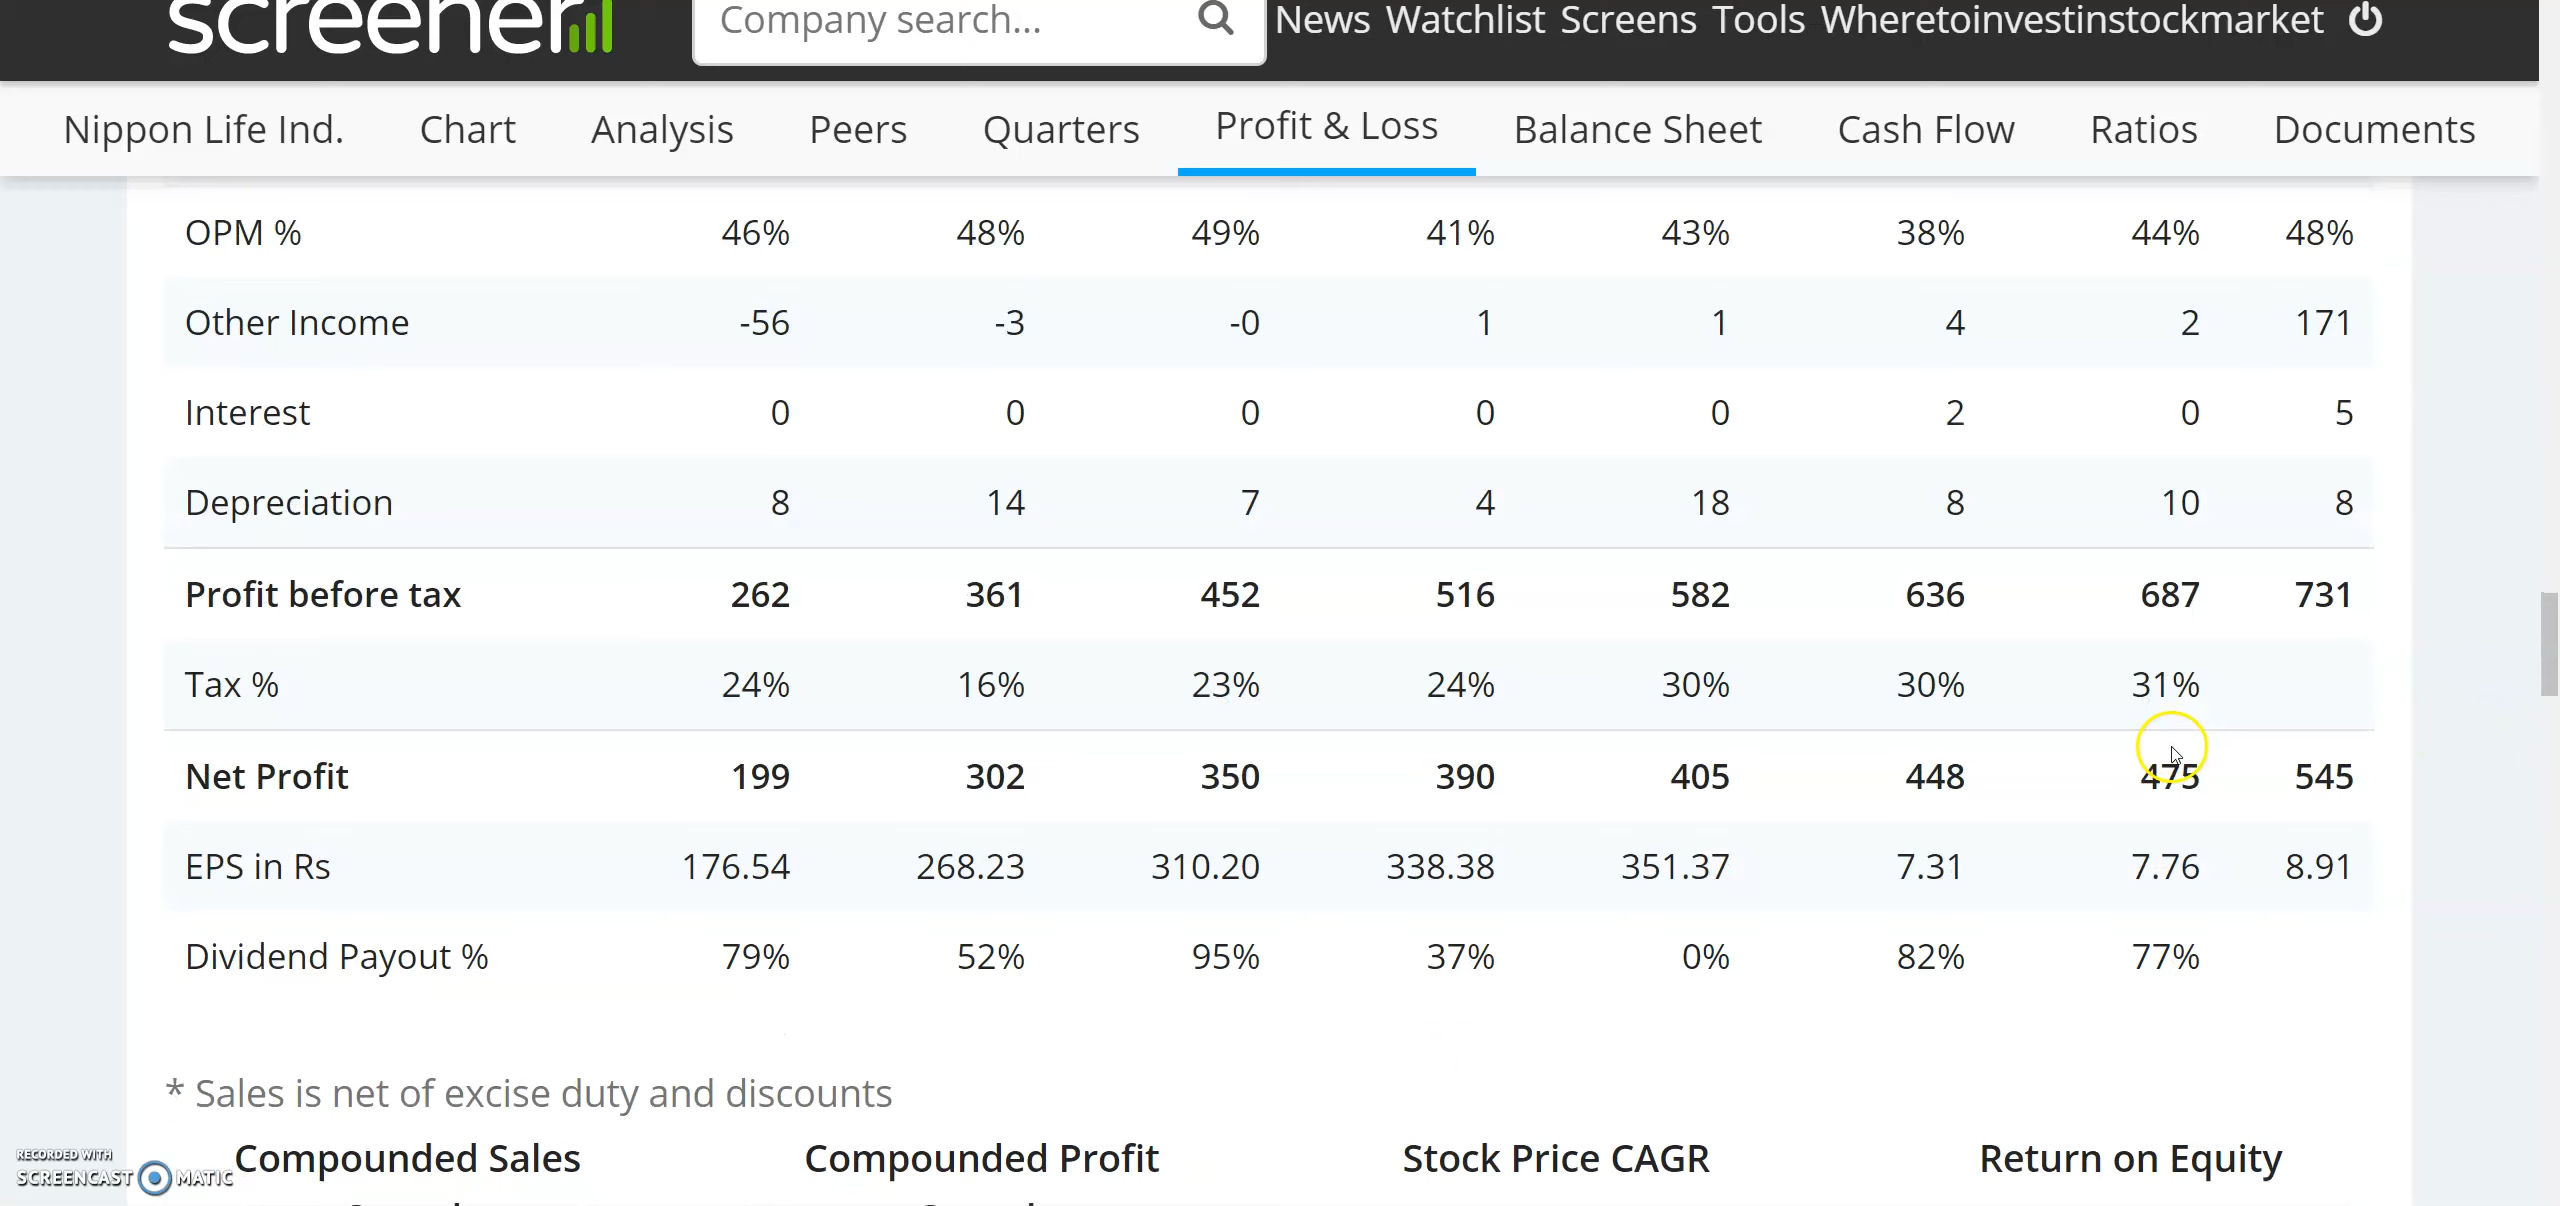 screener
Company search...
News Watchlist Screens Tools Wheretoinvestinstockmarket
Nippon Life Ind. Chart Analysis Peers Quarters Profit & Loss Balance Sheet Cash Flow Ratios Documents
OPM % 46% 48% 49% 41% 43% 38% 44% 48%
Other Income -56 -3 -0 1 1 4 2 171
Interest 0 0 0 0 0 2 0 5
Depreciation 8 14 7 4 18 8 10 8
Profit before tax 262 361 452 516 582 636 687 731
Tax % 24% 16% 23% 24% 30% 30% 31%
Net Profit 199 302 350 390 405 448 475 545
EPS in Rs 176.54 268.23 310.20 338.38 351.37 7.31 7.76 8.91
Dividend Payout % 79% 52% 95% 37% 0% 82% 77%
* Sales is net of excise duty and discounts
Compounded Sales Compounded Profit Stock Price CAGR Return on Equity
RECORDED WITH
SCREENCAST MATIC